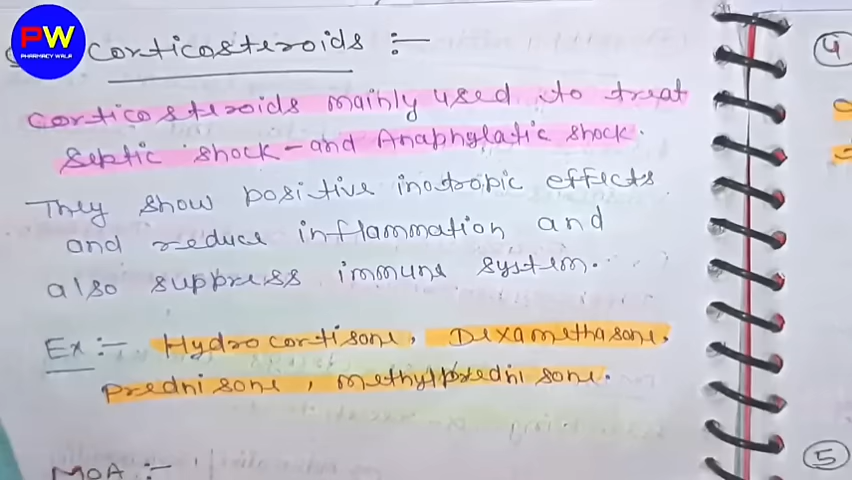 PW
PHARMACY WALA
Corticosteroids :-
Corticosteroids mainly used to treat
Septic shock - and Anaphylatic shock.
They show positive inotropic effects
and reduce inflammation and
also suppress immune system.
Ex :- Hydrocortisone, Dexamethasone,
prednisone, methylprednisone.
MOA :-
4
5